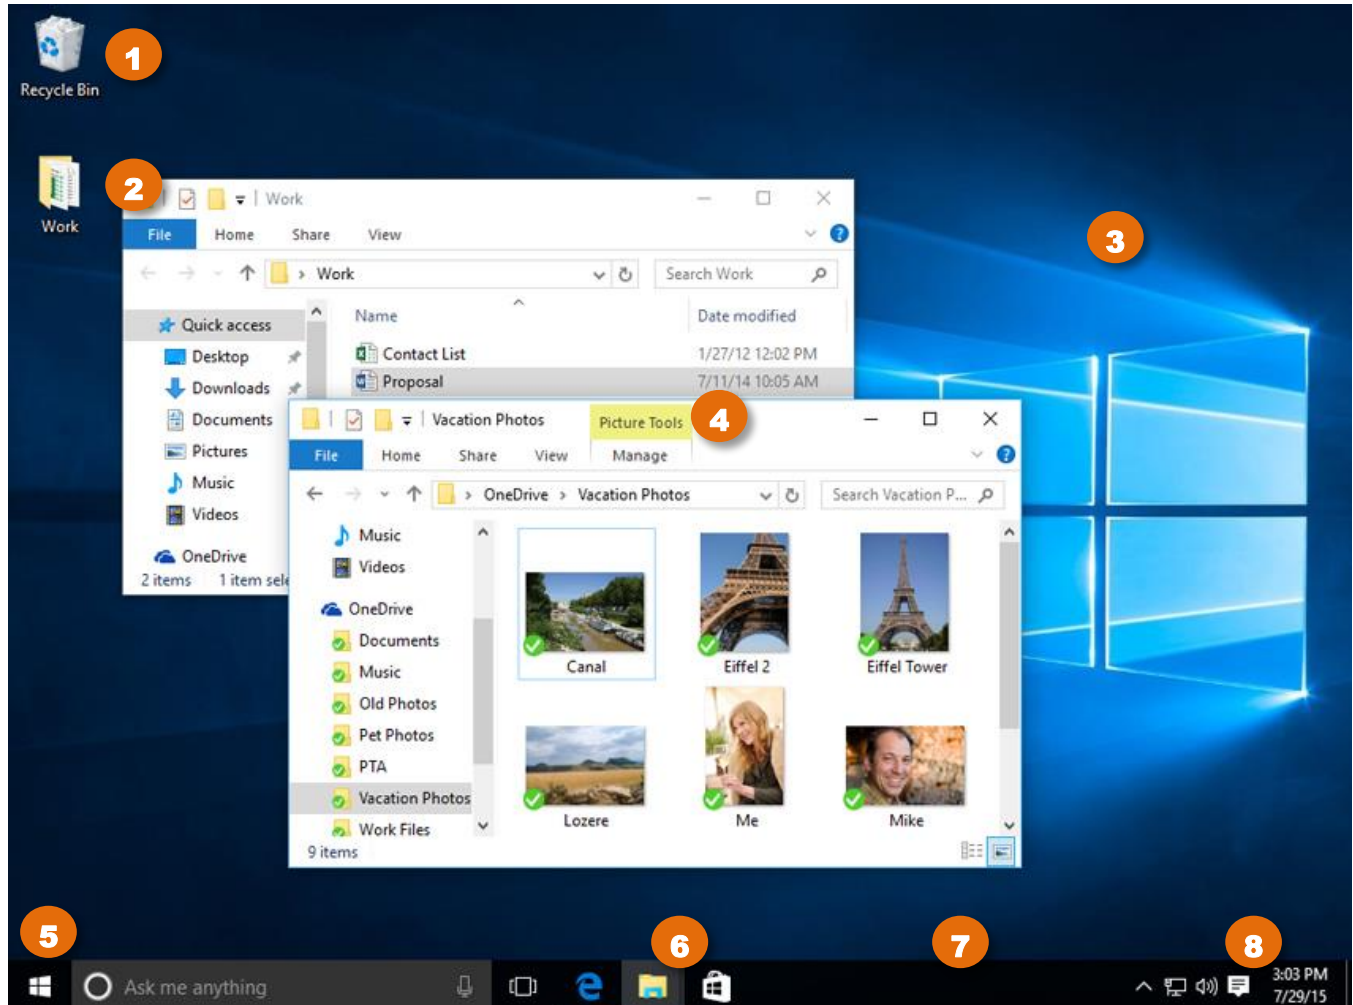 1
Recycle Bin
2
Work
Work
File Home Share View
3
Work
Search Work
Quick access
Name
Date modified
Desktop
Contact List
1/27/12 12:02 PM
Downloads
Proposal
7/11/14 10:05 AM
Documents
Pictures
Music
Videos
OneDrive
2 items 1 item sele
Vacation Photos
Picture Tools
4
File Home Share View Manage
OneDrive > Vacation Photos
Search Vacation P...
Music
Videos
OneDrive
Documents
Music
Old Photos
Pet Photos
PTA
Vacation Photos
Work Files
Canal
Eiffel 2
Eiffel Tower
Lozere
Me
Mike
9 items
5
6
7
8
Ask me anything
3:03 PM
7/29/15